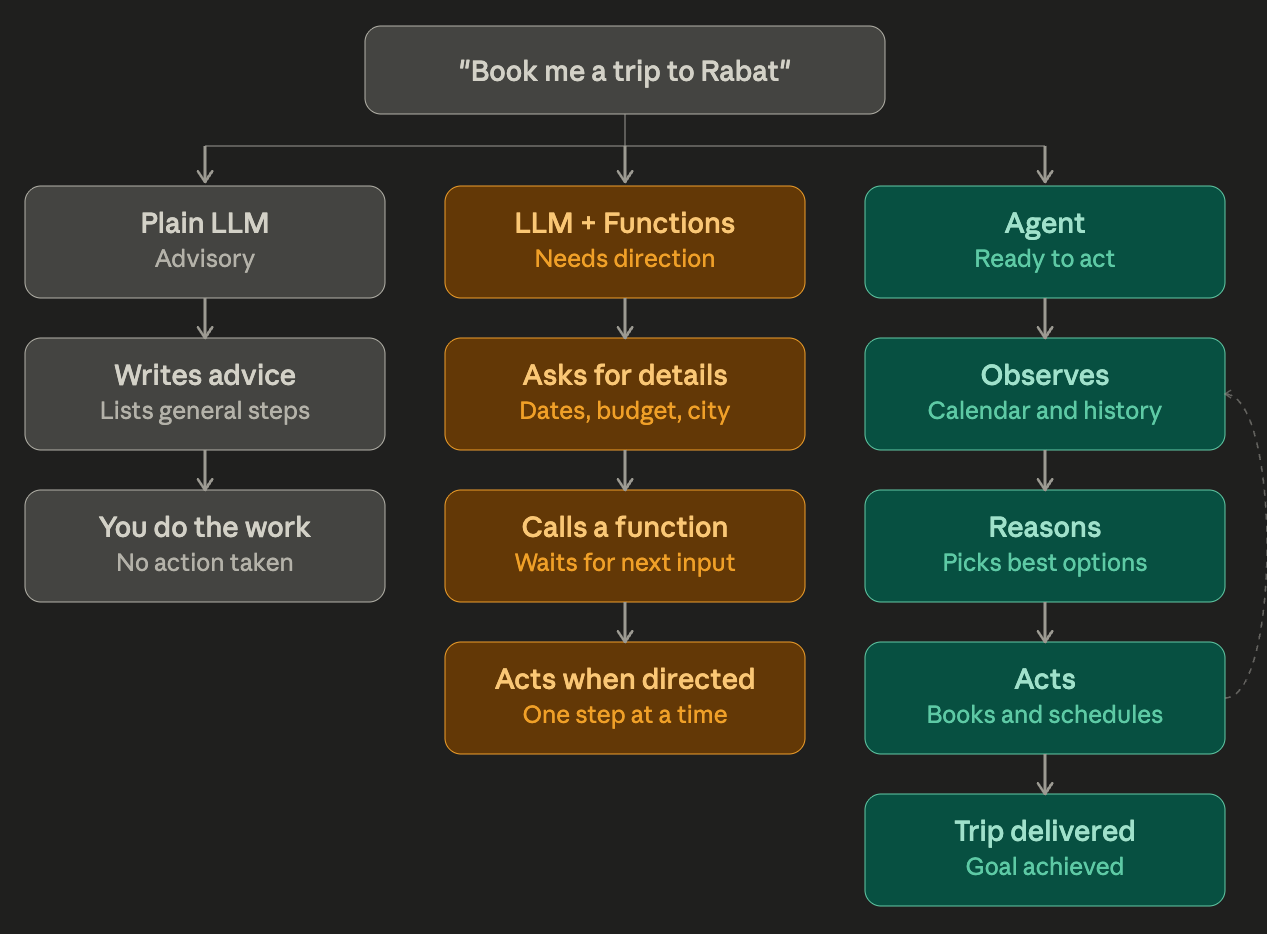 "Book me a trip to Rabat"
Plain LLM
Advisory
Writes advice
Lists general steps
You do the work
No action taken
LLM + Functions
Needs direction
Asks for details
Dates, budget, city
Calls a function
Waits for next input
Acts when directed
One step at a time
Agent
Ready to act
Observes
Calendar and history
Reasons
Picks best options
Acts
Books and schedules
Trip delivered
Goal achieved